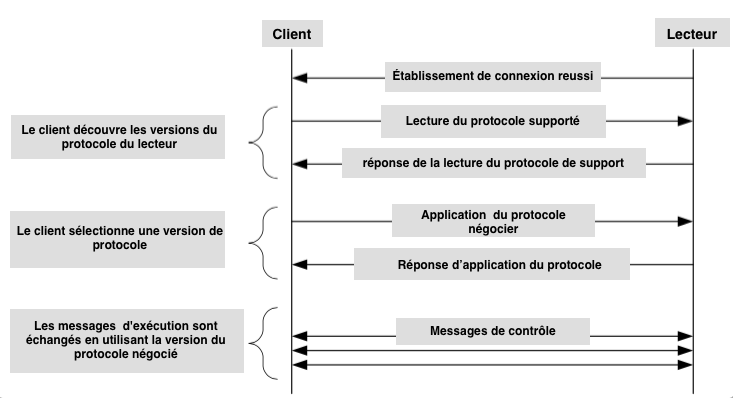 Client
Lecteur
Établissement de connexion reussi
Le client découvre les versions du
protocole du lecteur
Lecture du protocole supporté
réponse de la lecture du protocole de support
Le client sélectionne une version de
protocole
Application du protocole
négocier
Réponse d'application du protocole
Les messages d'exécution sont
échangés en utilisant la version du
protocole négocié
Messages de contrôle